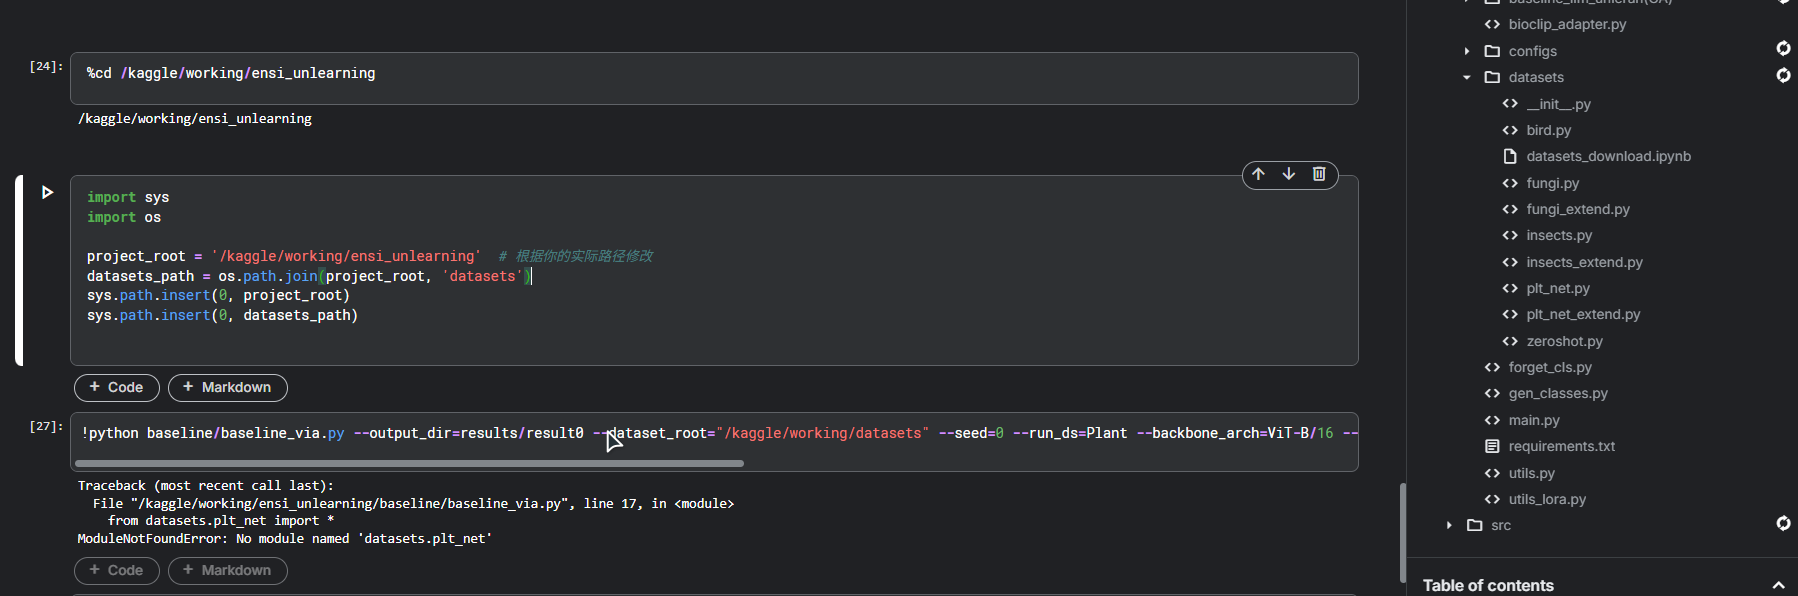 [24]:
%cd /kaggle/working/ensi_unlearning
/kaggle/working/ensi_unlearning
import sys
import os
project_root = '/kaggle/working/ensi_unlearning'  # 根据你的实际路径修改
datasets_path = os.path.join(project_root, 'datasets')
sys.path.insert(0, project_root)
sys.path.insert(0, datasets_path)
+ Code
+ Markdown
[27]:
!python baseline/baseline_via.py --output_dir=results/result0 --dataset_root="/kaggle/working/datasets" --seed=0 --run_ds=Plant --backbone_arch=ViT-B/16 --
Traceback (most recent call last):
File "/kaggle/working/ensi_unlearning/baseline/baseline_via.py", line 17, in <module>
from datasets.plt_net import *
ModuleNotFoundError: No module named 'datasets.plt_net'
+ Code
+ Markdown
bioclip_adapter.py
configs
datasets
__init__.py
bird.py
datasets_download.ipynb
fungi.py
fungi_extend.py
insects.py
insects_extend.py
plt_net.py
plt_net_extend.py
zeroshot.py
forget_cls.py
gen_classes.py
main.py
requirements.txt
utils.py
utils_lora.py
src
Table of contents